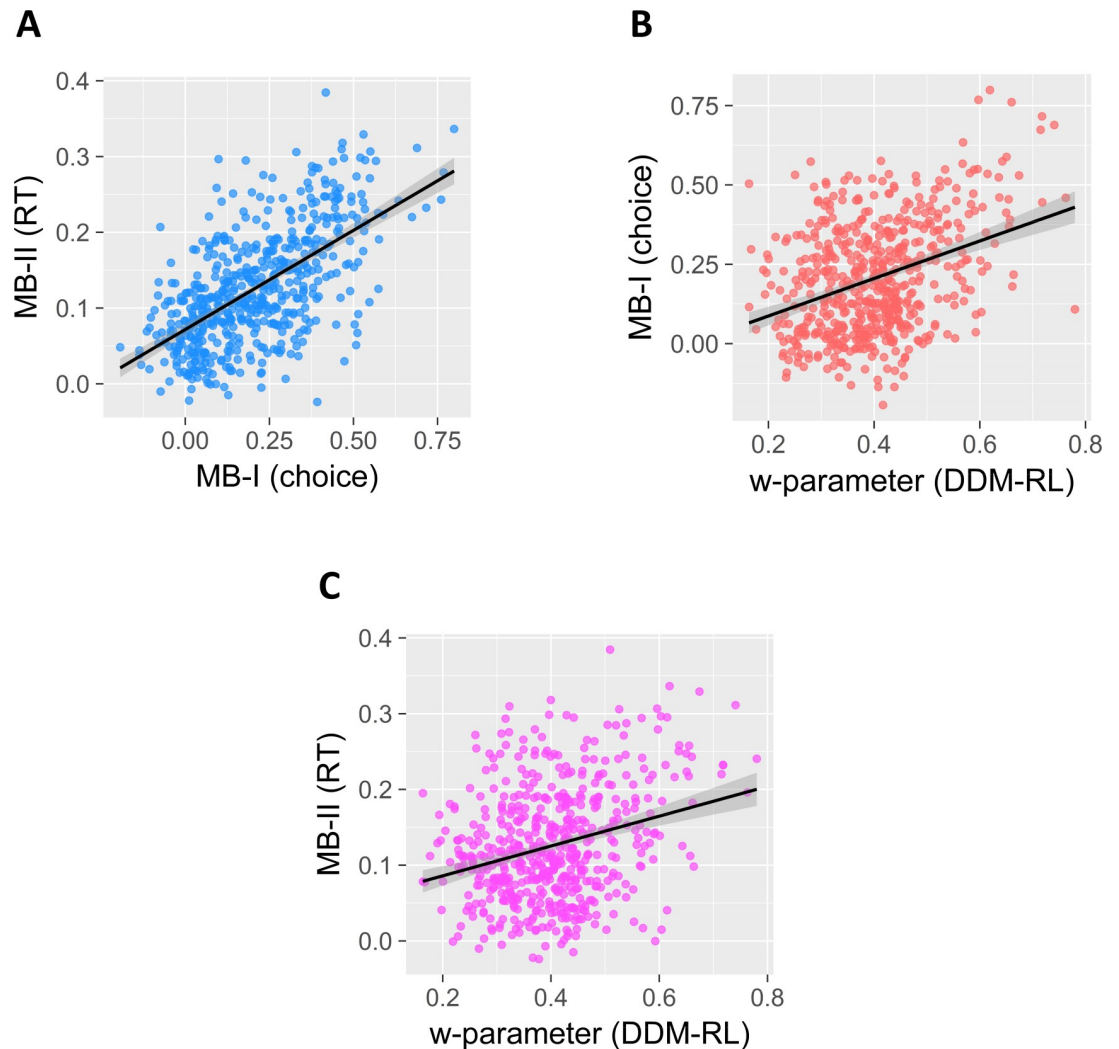 A
MB-II (RT)
0.4
0.3
0.2
0.1
0.0
0.00 0.25 0.50 0.75
MB-I (choice)
B
MB-I (choice)
0.75
0.50
0.25
0.00
0.2 0.4 0.6 0.8
w-parameter (DDM-RL)
C
MB-II (RT)
0.4
0.3
0.2
0.1
0.0
0.2 0.4 0.6 0.8
w-parameter (DDM-RL)